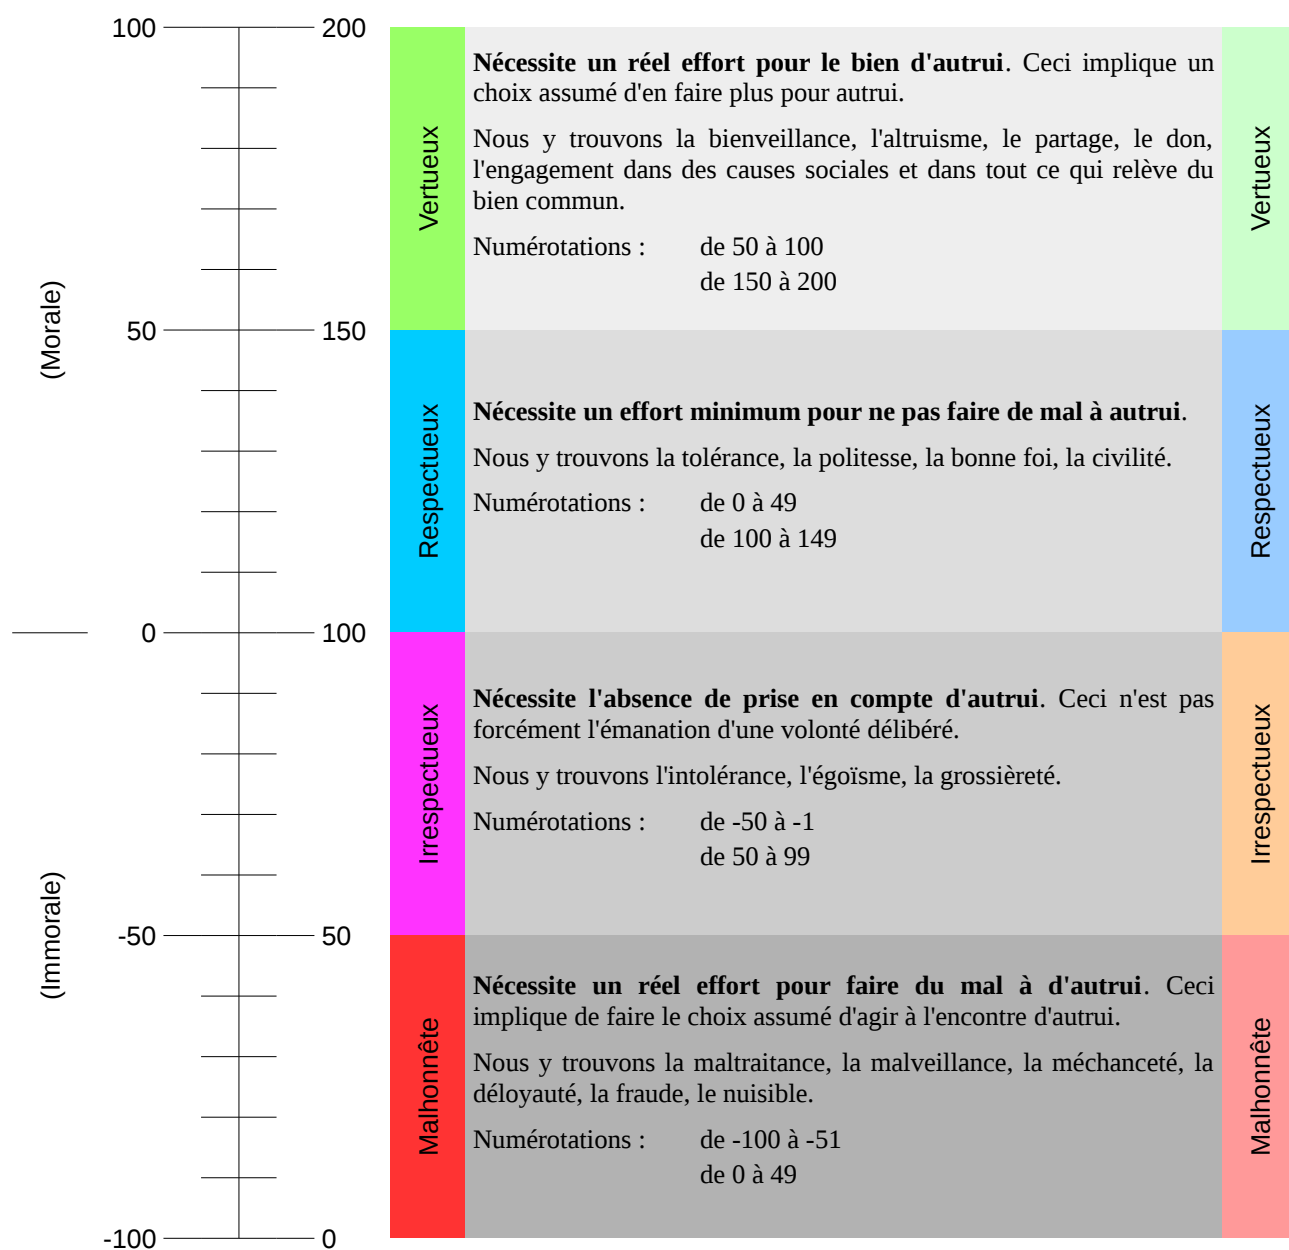 100
200
Vertueux
Nécessite un réel effort pour le bien d'autrui. Ceci implique un
choix assumé d'en faire plus pour autrui.
Nous y trouvons la bienveillance, l'altruisme, le partage, le don,
l'engagement dans des causes sociales et dans tout ce qui relève du
bien commun.
Numérotations : de 50 à 100
de 150 à 200
Vertueux
(Morale)
50
150
Respectueux
Nécessite un effort minimum pour ne pas faire de mal à autrui.
Nous y trouvons la tolérance, la politesse, la bonne foi, la civilité.
Numérotations : de 0 à 49
de 100 à 149
Respectueux
0
100
Irrespectueux
Nécessite l'absence de prise en compte d'autrui. Ceci n'est pas
forcément l'émanation d'une volonté délibéré.
Nous y trouvons l'intolérance, l'égoïsme, la grossièreté.
Numérotations : de -50 à -1
de 50 à 99
Irrespectueux
(Immorale)
-50
50
Malhonnête
Nécessite un réel effort pour faire du mal à d'autrui. Ceci
implique de faire le choix assumé d'agir à l'encontre d'autrui.
Nous y trouvons la maltraitance, la malveillance, la méchanceté, la
déloyauté, la fraude, le nuisible.
Numérotations : de -100 à -51
de 0 à 49
Malhonnête
-100
0